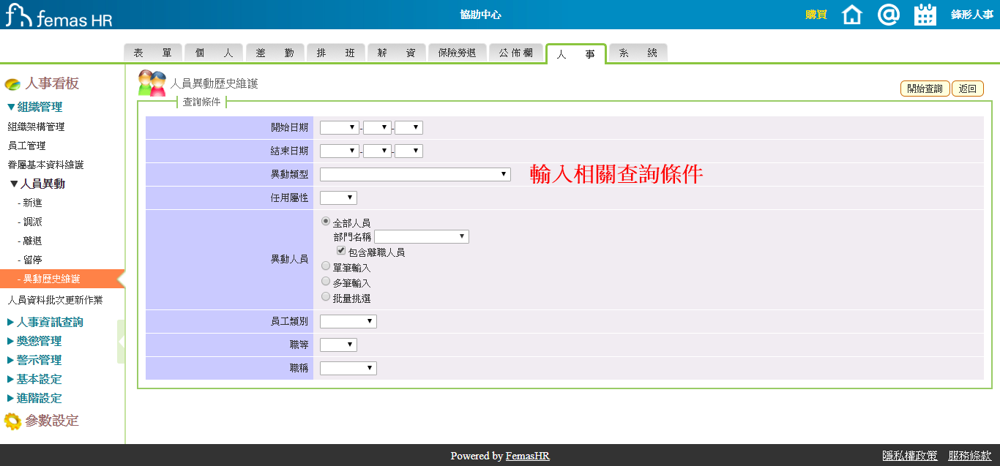 femas HR
協助中心
購買
鋒形人事
表 單
個 人
差 勤
排 班
薪 資
保險勞退
公 佈 欄
人 事
系 統
人事看板
▼組織管理
組織架構管理
員工管理
眷屬基本資料維護
▼人員異動
- 新進
- 調派
- 離退
- 留停
- 異動歷史維護
人員資料批次更新作業
▶人事資訊查詢
▶獎懲管理
▶警示管理
▶基本設定
▶進階設定
參數設定
人員異動歷史維護
開始查詢 返回
查詢條件
開始日期 - -
結束日期 - -
異動類型
輸入相關查詢條件
任用屬性
異動人員
全部人員
部門名稱
包含離職人員
單筆輸入
多筆輸入
批量挑選
員工類別
職等
職稱
Powered by FemasHR
隱私權政策 服務條款